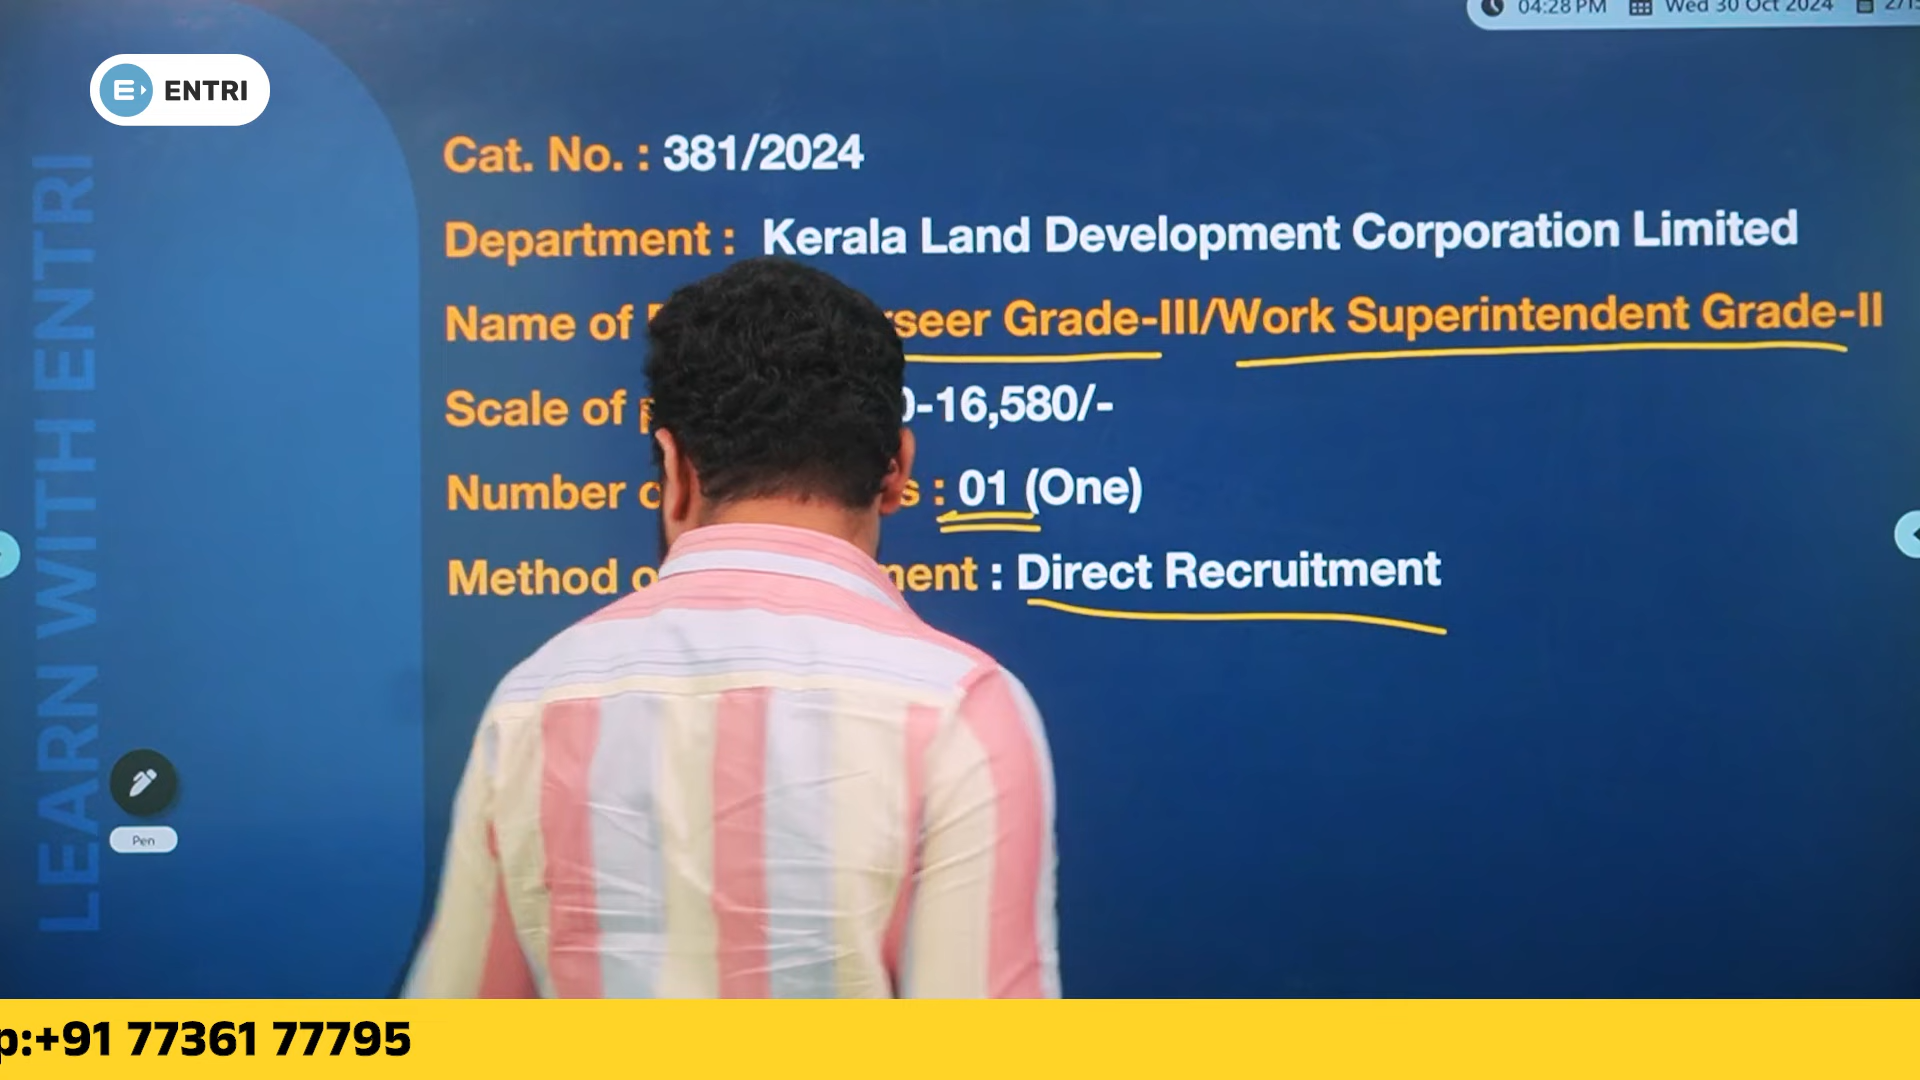 04:28 PM Wed 30 Oct 2024
ENTRI
Cat. No. : 381/2024
Department : Kerala Land Development Corporation Limited
Name of seer Grade-III/Work Superintendent Grade-II
Scale of 0-16,580/-
Number s : 01 (One)
Method ment : Direct Recruitment
LEARN WITH ENTRI
Pen
p:+91 77361 77795